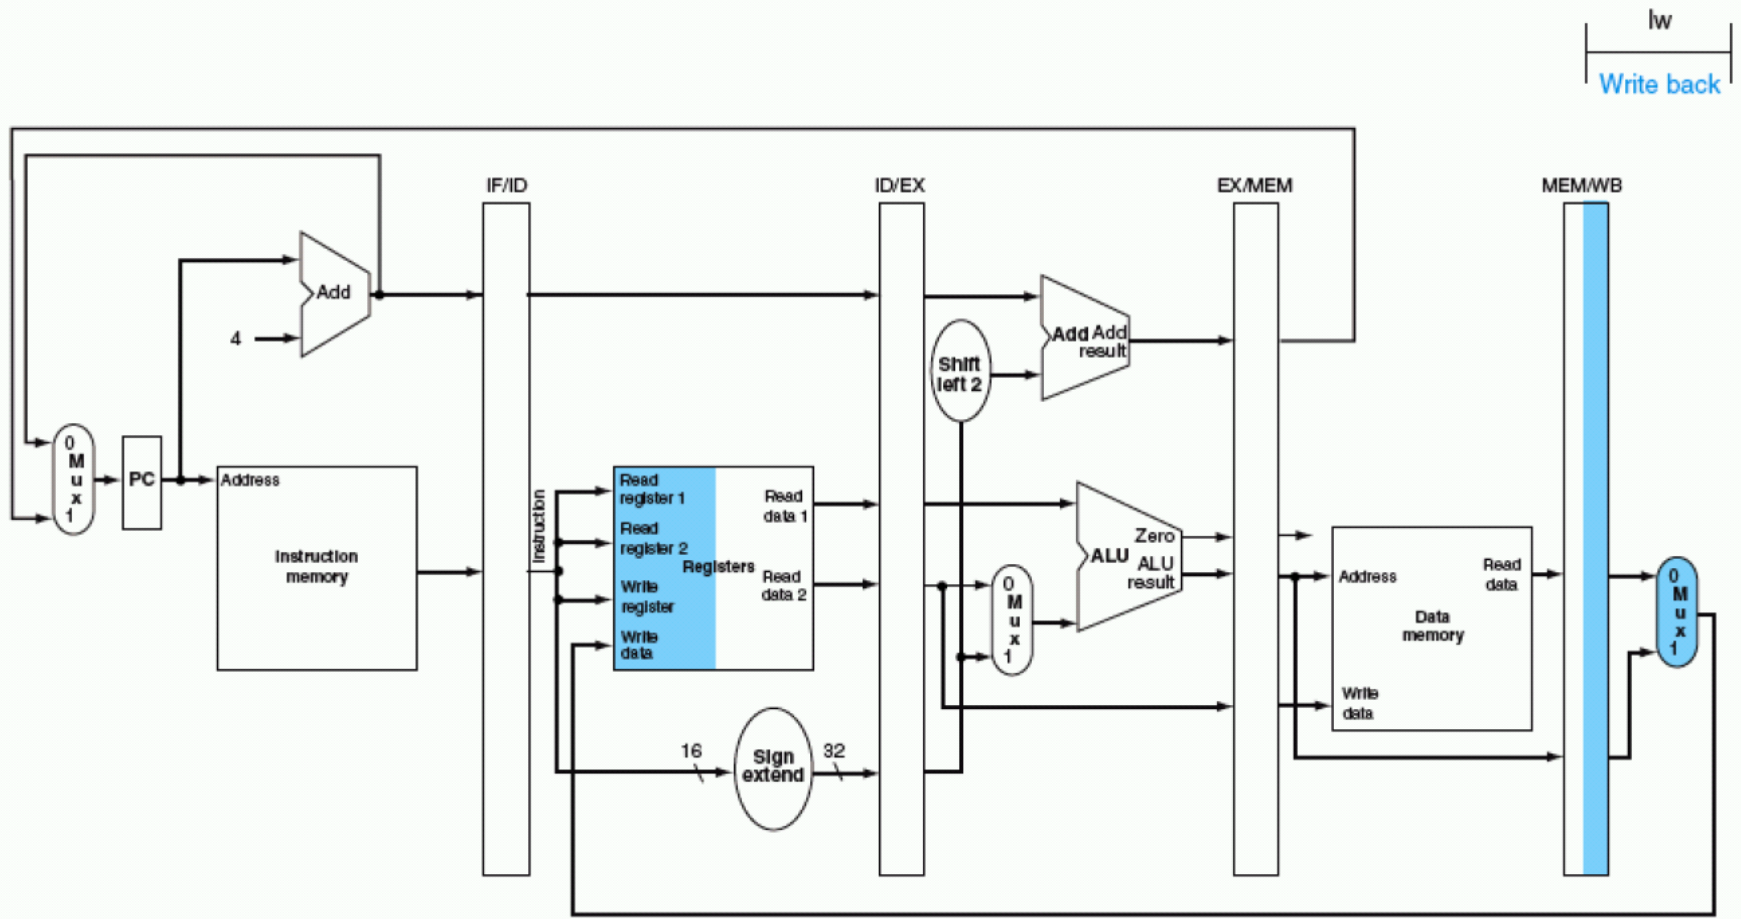 lw
Write back
IF/ID
ID/EX
EX/MEM
MEM/WB
Add
4
Add Add
result
Shift
left 2
0
M
u
x
1
PC
Address
Instruction
memory
Instruction
Read
register 1
Read
register 2
Write
register
Write
data
Registers
Read
data 1
Read
data 2
16
Sign
extend
32
0
M
u
x
1
Zero
ALU
ALU
result
Address
Read
data
Data
memory
Write
data
0
M
u
x
1